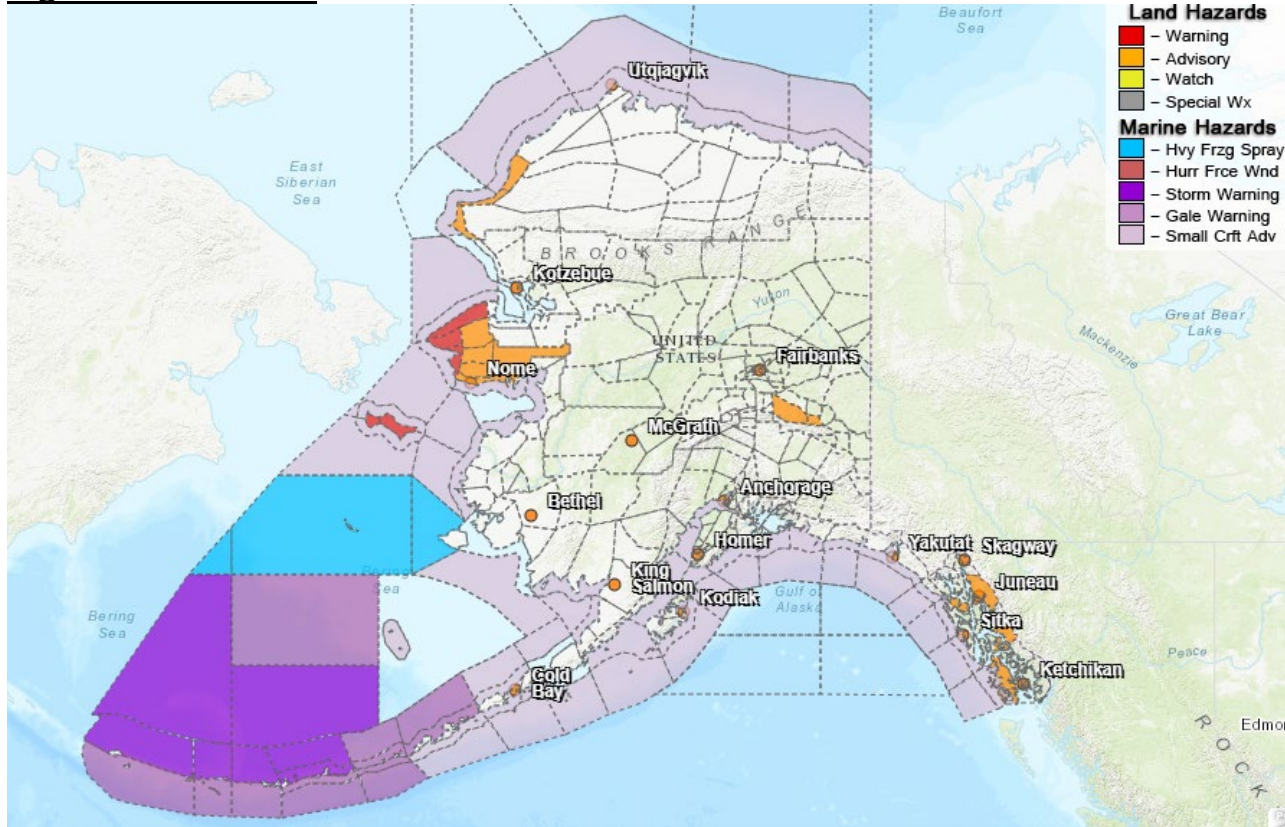 Beaufort
Sea
Land Hazards
– Warning
– Advisory
– Watch
– Special Wx
Marine Hazards
– Hvy Frzg Spray
– Hurr Frce Wnd
– Storm Warning
– Gale Warning
– Small Crft Adv
Utqiagvik
East
Siberian
Sea
BROOKS RANGE
Kotzebue
Yukon
Great Bear
Lake
Mackenzie
UNITED
STATES
Fairbanks
Nome
McGrath
Anchorage
Bethel
Homer
Yakutat
Skagway
King
Salmon
Juneau
Bering
Sea
Kodiak
Gulf of
Alaska
Bering
Sea
Sitka
Peace
Cold
Bay
Ketchikan
Edmo
ROCK